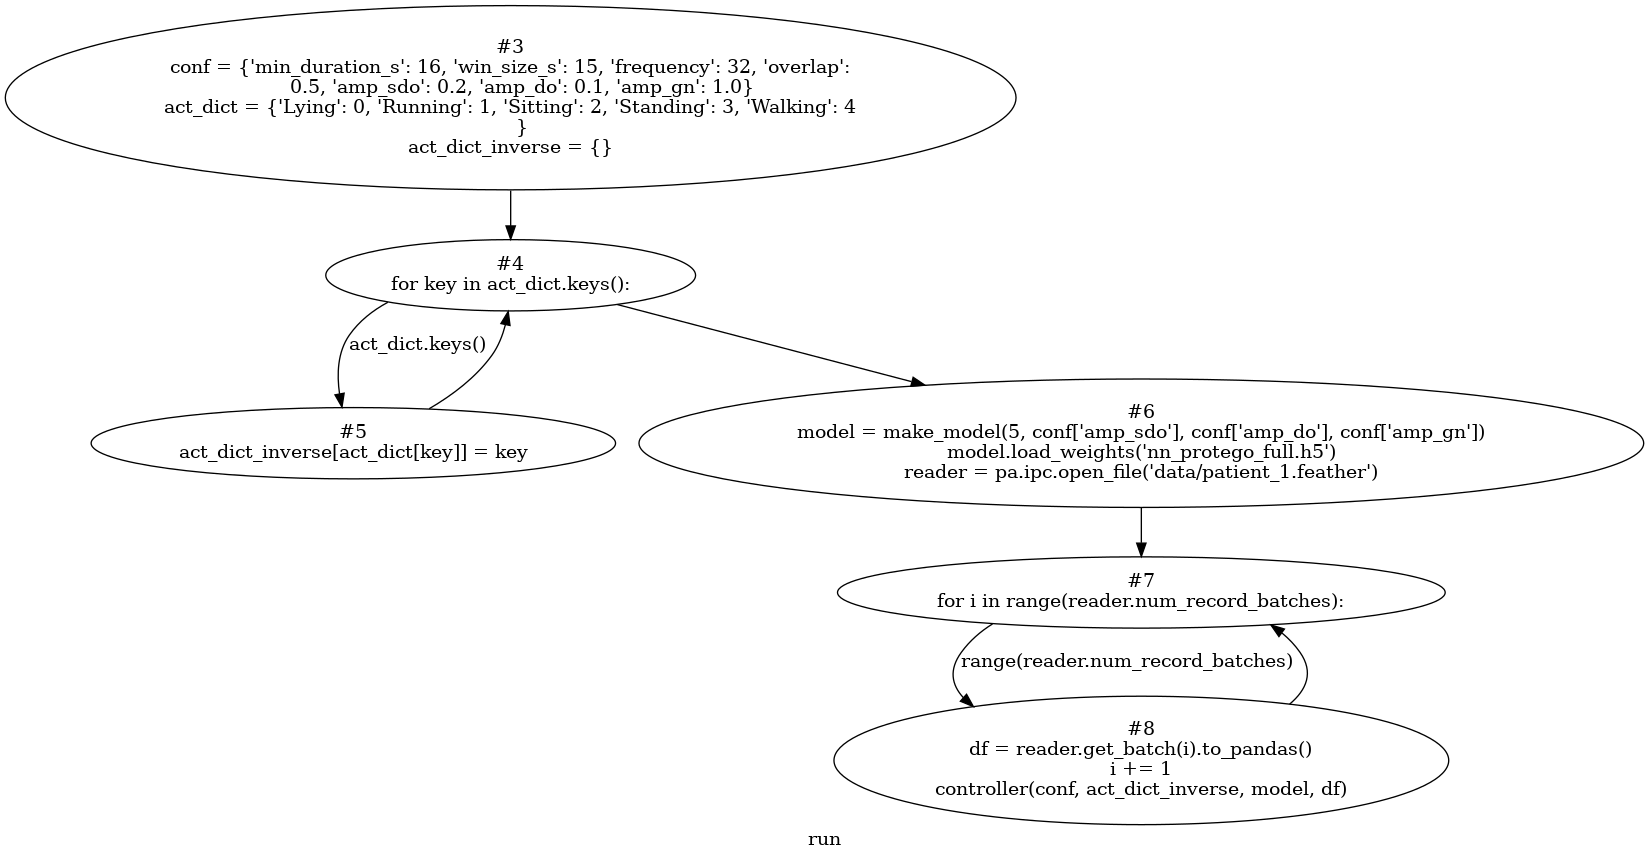 #3
conf = {'min_duration_s': 16, 'win_size_s': 15, 'frequency': 32, 'overlap':
0.5, 'amp_sdo': 0.2, 'amp_do': 0.1, 'amp_gn': 1.0}
act_dict = {'Lying': 0, 'Running': 1, 'Sitting': 2, 'Standing': 3, 'Walking': 4
}
act_dict_inverse = {}
#4
for key in act_dict.keys():
act_dict.keys()
#5
act_dict_inverse[act_dict[key]] = key
#6
model = make_model(5, conf['amp_sdo'], conf['amp_do'], conf['amp_gn'])
model.load_weights('nn_protego_full.h5')
reader = pa.ipc.open_file('data/patient_1.feather')
#7
for i in range(reader.num_record_batches):
range(reader.num_record_batches)
#8
df = reader.get_batch(i).to_pandas()
i += 1
controller(conf, act_dict_inverse, model, df)
run